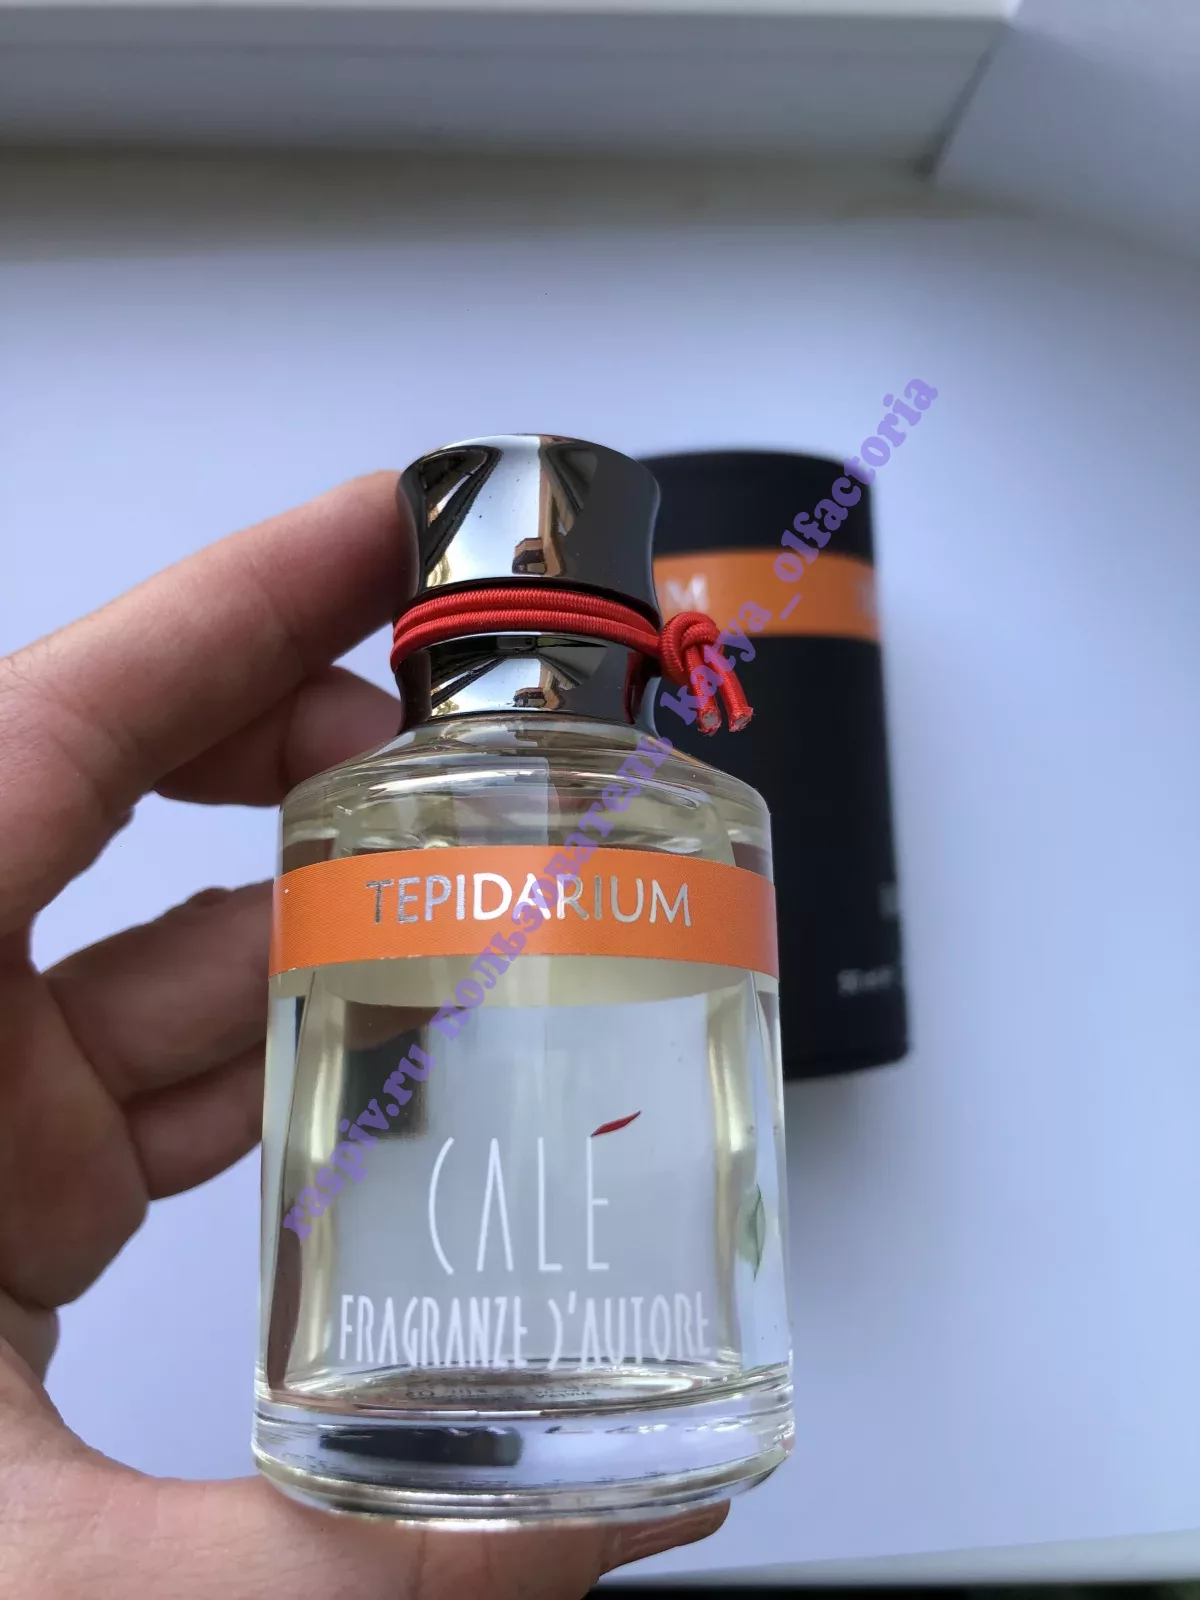 TEPIDARIUM
CALÉ
FRAGRANZE D'AUTORE
raspiv.ru пользователь katya_olfactoria